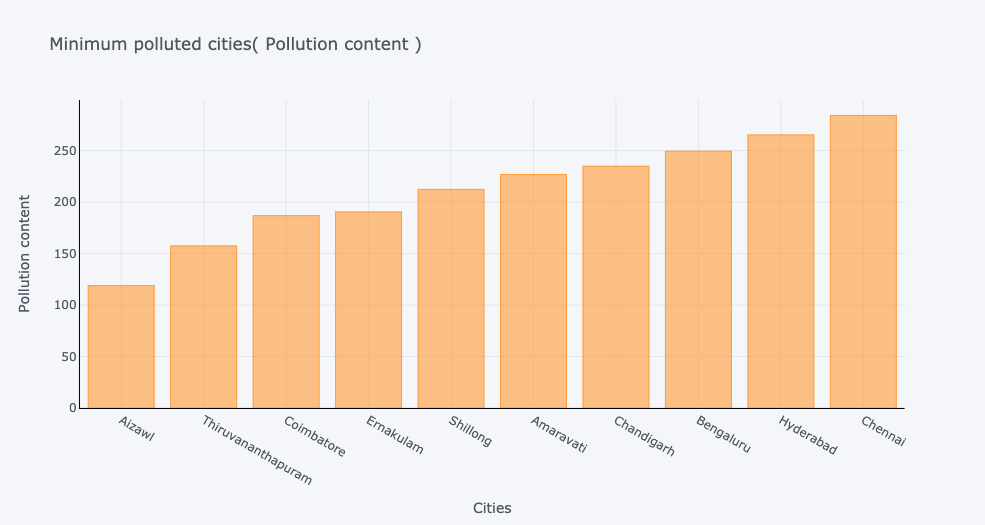 Minimum polluted cities( Pollution content )
Pollution content
250
200
150
100
50
0
Aizawl
Thiruvananthapuram
Coimbatore
Ernakulam
Shillong
Amaravati
Chandigarh
Bengaluru
Hyderabad
Chennai
Cities